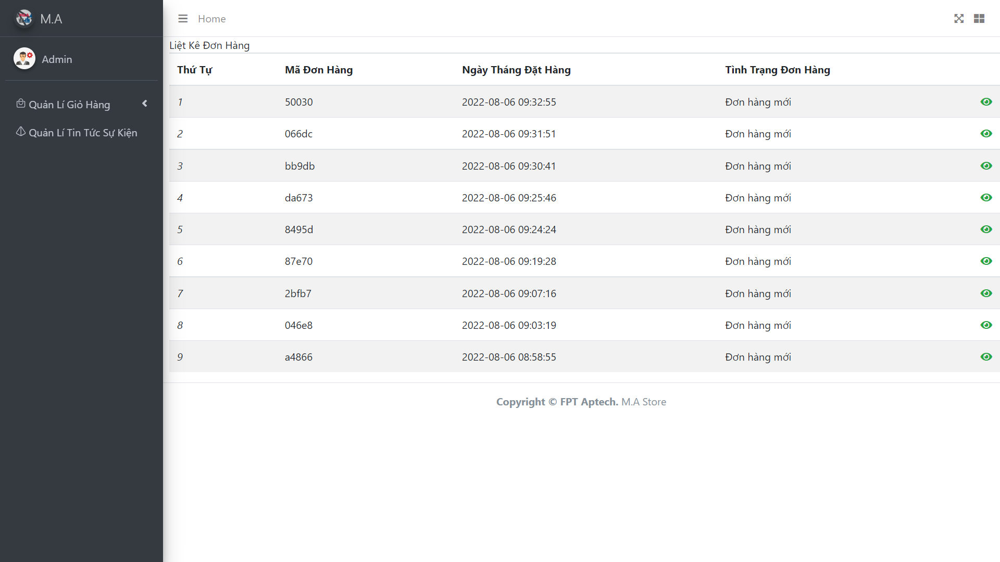 M.A
Home
Admin
Quản Lí Giỏ Hàng
Quản Lí Tin Tức Sự Kiện
Liệt Kê Đơn Hàng
Thứ Tự Mã Đơn Hàng Ngày Tháng Đặt Hàng Tình Trạng Đơn Hàng
1 50030 2022-08-06 09:32:55 Đơn hàng mới
2 066dc 2022-08-06 09:31:51 Đơn hàng mới
3 bb9db 2022-08-06 09:30:41 Đơn hàng mới
4 da673 2022-08-06 09:25:46 Đơn hàng mới
5 8495d 2022-08-06 09:24:24 Đơn hàng mới
6 87e70 2022-08-06 09:19:28 Đơn hàng mới
7 2bfb7 2022-08-06 09:07:16 Đơn hàng mới
8 046e8 2022-08-06 09:03:19 Đơn hàng mới
9 a4866 2022-08-06 08:58:55 Đơn hàng mới
Copyright © FPT Aptech. M.A Store